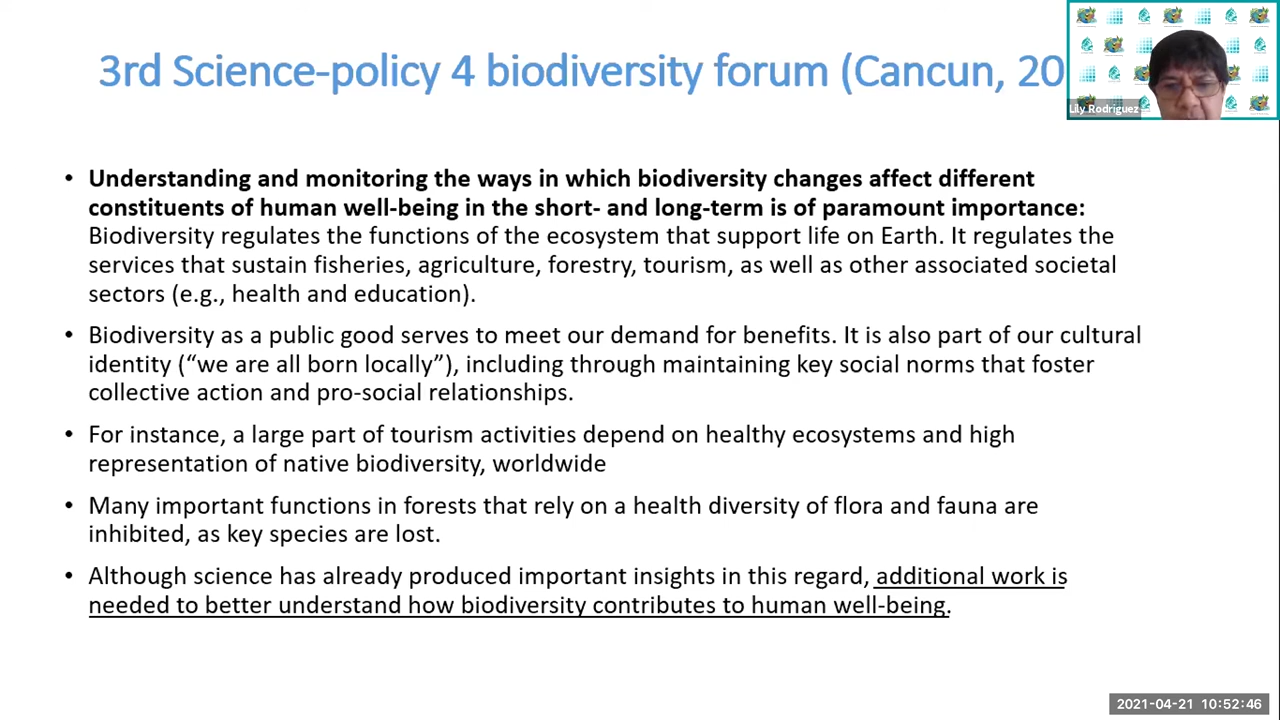 3rd Science-policy 4 biodiversity forum (Cancun, 20
Lily Rodriguez
• Understanding and monitoring the ways in which biodiversity changes affect different
constituents of human well-being in the short- and long-term is of paramount importance:
Biodiversity regulates the functions of the ecosystem that support life on Earth. It regulates the
services that sustain fisheries, agriculture, forestry, tourism, as well as other associated societal
sectors (e.g., health and education).
• Biodiversity as a public good serves to meet our demand for benefits. It is also part of our cultural
identity (“we are all born locally”), including through maintaining key social norms that foster
collective action and pro-social relationships.
• For instance, a large part of tourism activities depend on healthy ecosystems and high
representation of native biodiversity, worldwide
• Many important functions in forests that rely on a health diversity of flora and fauna are
inhibited, as key species are lost.
• Although science has already produced important insights in this regard, additional work is
needed to better understand how biodiversity contributes to human well-being.
2021-04-21 10:52:46